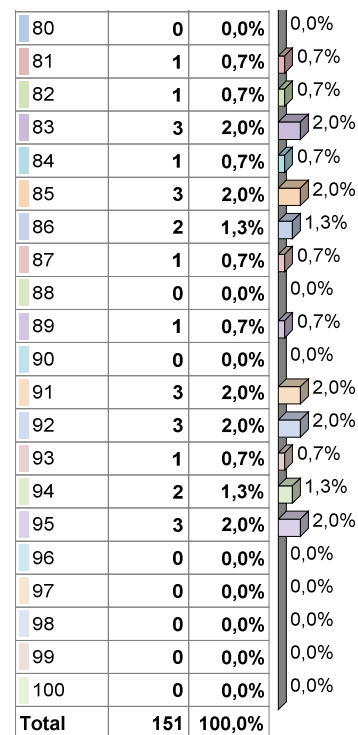 80 0 0,0% 0,0%
81 1 0,7% 0,7%
82 1 0,7% 0,7%
83 3 2,0% 2,0%
84 1 0,7% 0,7%
85 3 2,0% 2,0%
86 2 1,3% 1,3%
87 1 0,7% 0,7%
88 0 0,0% 0,0%
89 1 0,7% 0,7%
90 0 0,0% 0,0%
91 3 2,0% 2,0%
92 3 2,0% 2,0%
93 1 0,7% 0,7%
94 2 1,3% 1,3%
95 3 2,0% 2,0%
96 0 0,0% 0,0%
97 0 0,0% 0,0%
98 0 0,0% 0,0%
99 0 0,0% 0,0%
100 0 0,0% 0,0%
Total 151 100,0%